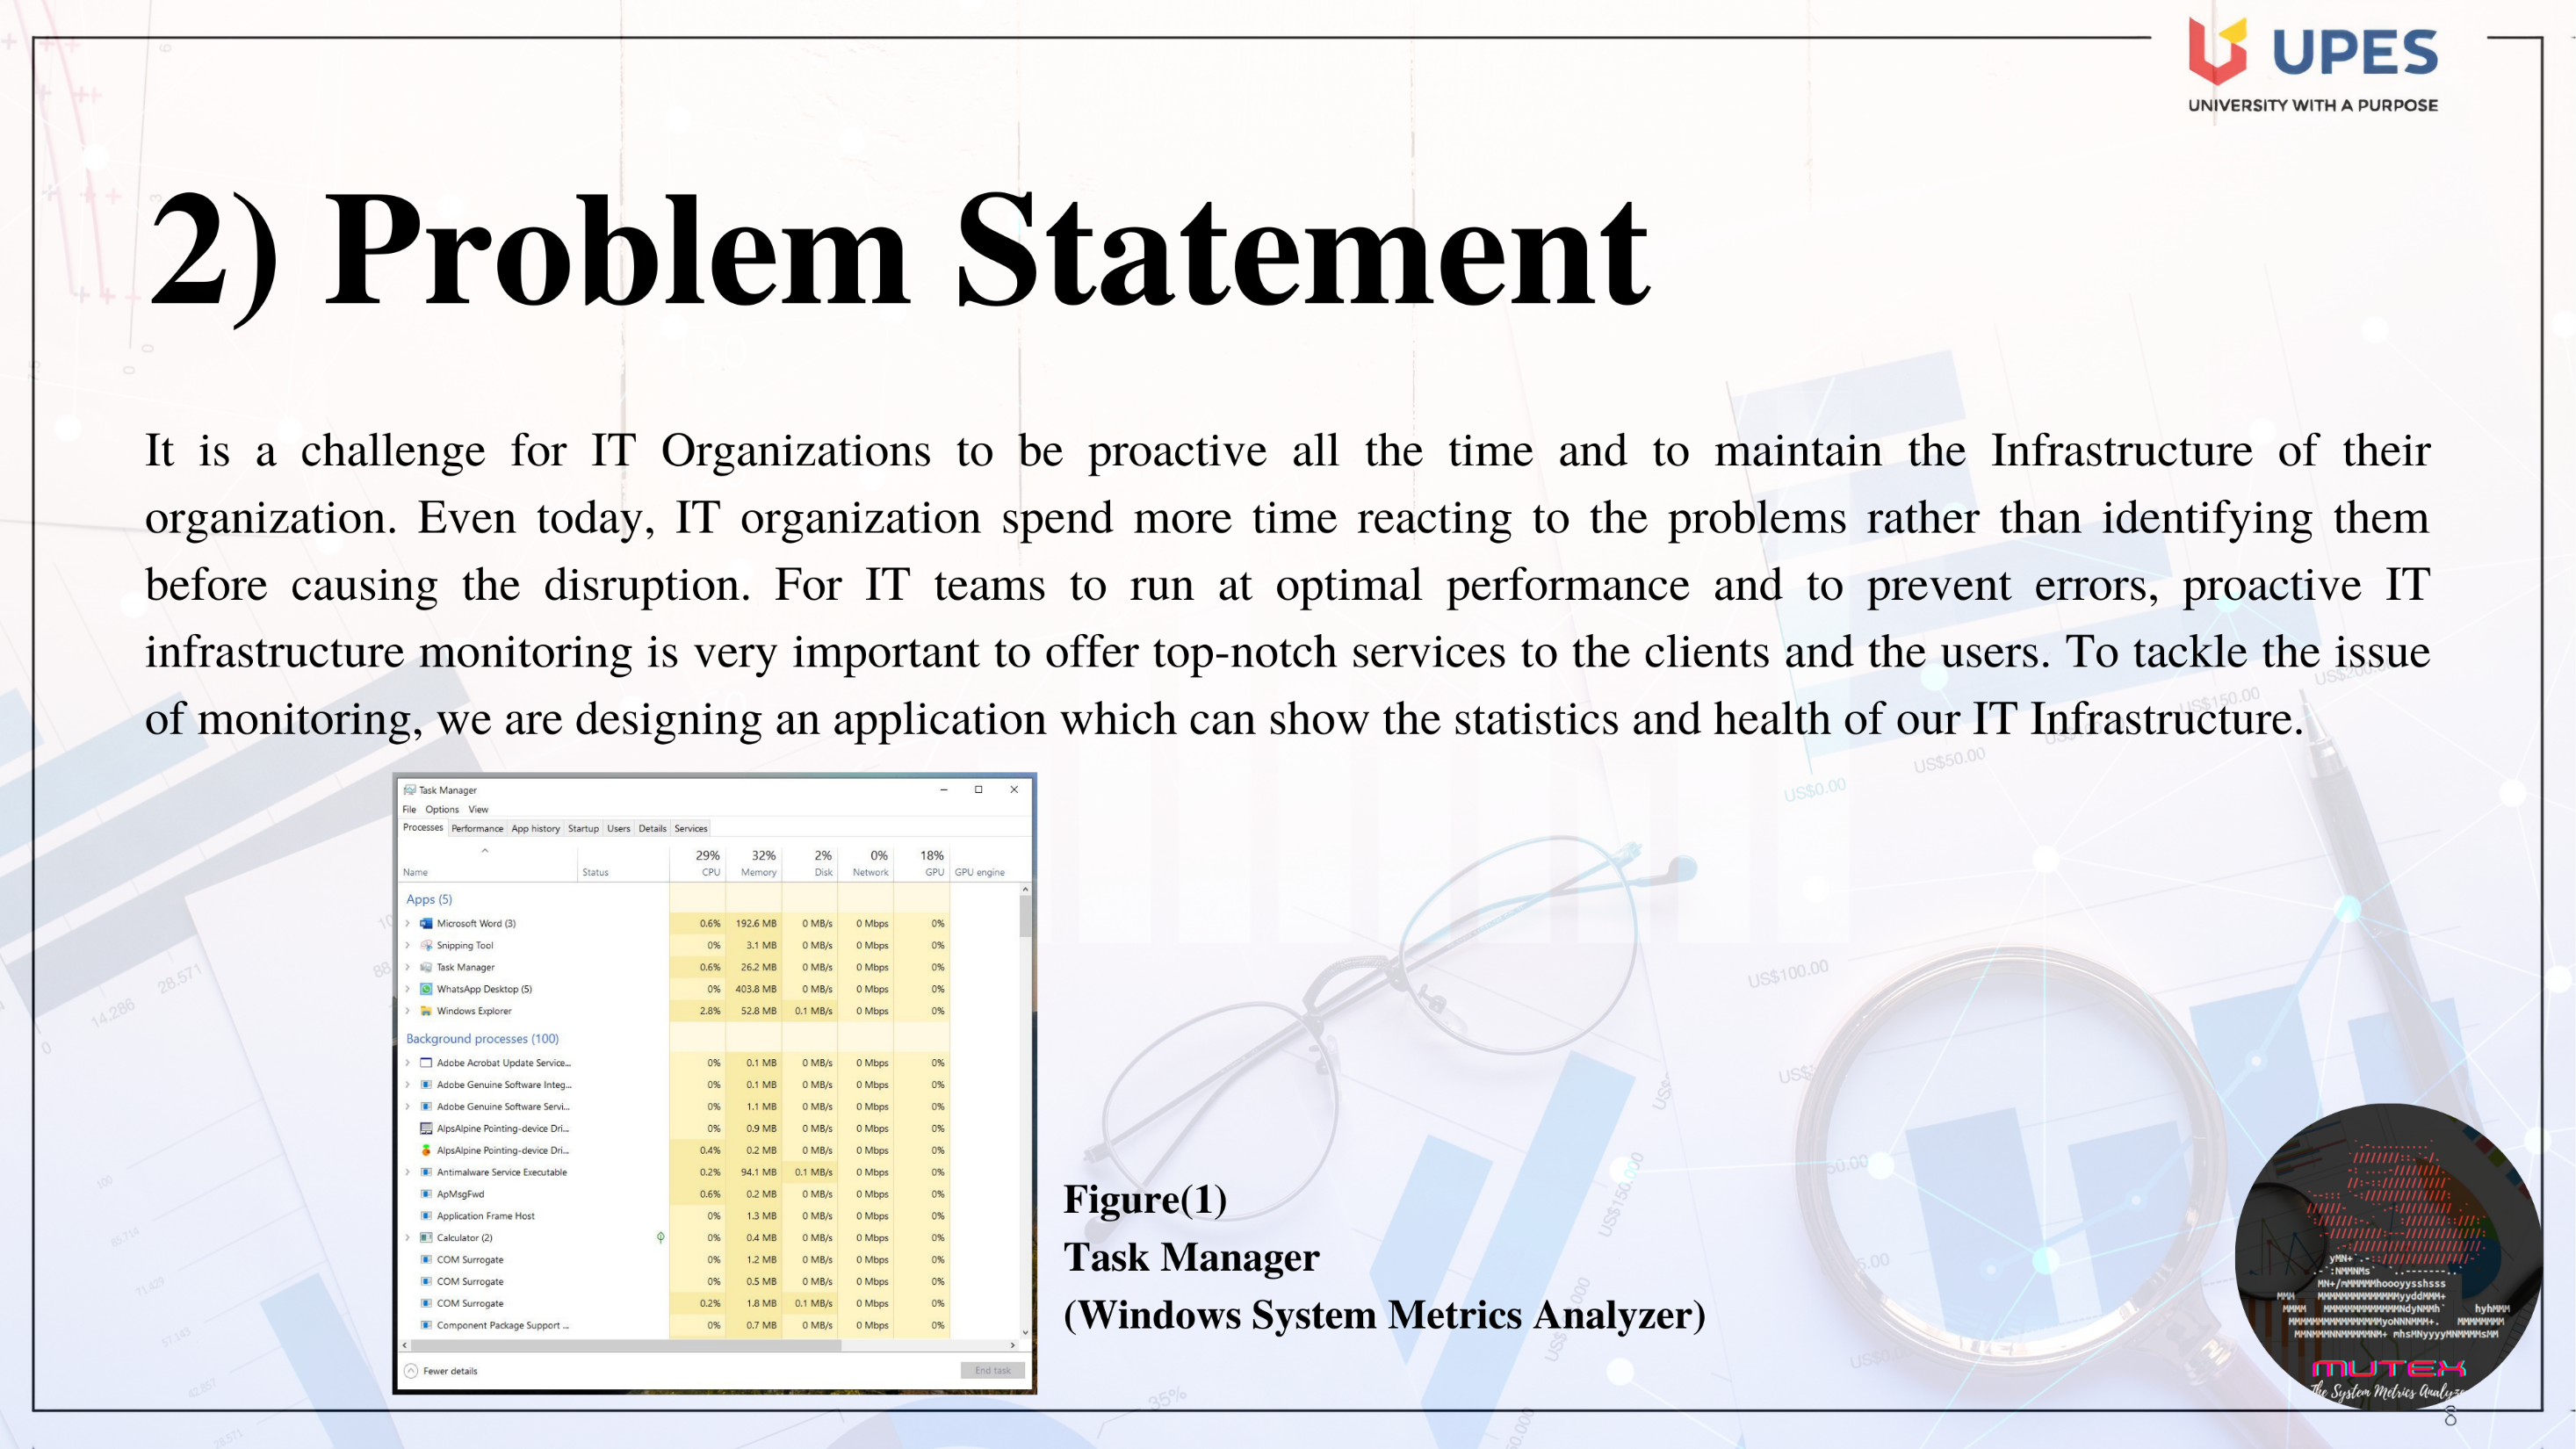 UPES
UNIVERSITY WITH A PURPOSE
2) Problem Statement
It is a challenge for IT Organizations to be proactive all the time and to maintain the Infrastructure of their
organization. Even today, IT organization spend more time reacting to the problems rather than identifying them
before causing the disruption. For IT teams to run at optimal performance and to prevent errors, proactive IT
infrastructure monitoring is very important to offer top-notch services to the clients and the users. To tackle the issue
of monitoring, we are designing an application which can show the statistics and health of our IT Infrastructure.
Task Manager
File Options View
Processes Performance App history Startup Users Details Services
29% 32% 2% 0% 18%
Name Status CPU Memory Disk Network GPU GPU engine
Apps (5)
Microsoft Word (3) 0.6% 192.6 MB 0 MB/s 0 Mbps 0%
Snipping Tool 0% 3.1 MB 0 MB/s 0 Mbps 0%
Task Manager 0.6% 26.2 MB 0 MB/s 0 Mbps 0%
WhatsApp Desktop (5) 0% 403.8 MB 0 MB/s 0 Mbps 0%
Windows Explorer 2.8% 52.8 MB 0.1 MB/s 0 Mbps 0%
Background processes (100)
Adobe Acrobat Update Service... 0% 0.1 MB 0 MB/s 0 Mbps 0%
Adobe Genuine Software Integ... 0% 0.1 MB 0 MB/s 0 Mbps 0%
Adobe Genuine Software Servi... 0% 1.1 MB 0 MB/s 0 Mbps 0%
AlpsAlpine Pointing-device Dri... 0% 0.9 MB 0 MB/s 0 Mbps 0%
AlpsAlpine Pointing-device Dri... 0.4% 0.2 MB 0 MB/s 0 Mbps 0%
Antimalware Service Executable 0.2% 94.1 MB 0.1 MB/s 0 Mbps 0%
ApMsgFwd 0.6% 0.2 MB 0 MB/s 0 Mbps 0%
Application Frame Host 0% 1.3 MB 0 MB/s 0 Mbps 0%
Calculator (2) 0% 0.4 MB 0 MB/s 0 Mbps 0%
COM Surrogate 0% 1.2 MB 0 MB/s 0 Mbps 0%
COM Surrogate 0% 0.5 MB 0 MB/s 0 Mbps 0%
COM Surrogate 0.2% 1.8 MB 0.1 MB/s 0 Mbps 0%
Component Package Support ... 0% 0.7 MB 0 MB/s 0 Mbps 0%
Fewer details End task
Figure(1)
Task Manager
(Windows System Metrics Analyzer)
MUTEX
The System Metrics
8
US$0.00
US$50.00
US$150.00
US$100.00
14.286
28.571